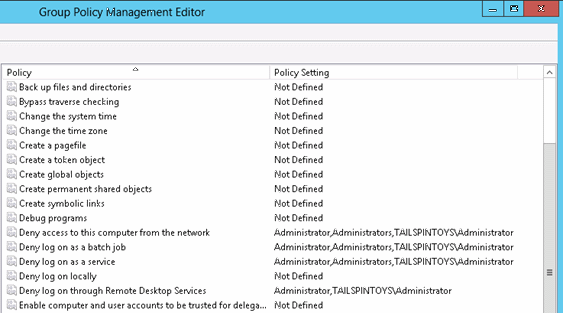 Group Policy Management Editor
Policy Policy Setting
Back up files and directories Not Defined
Bypass traverse checking Not Defined
Change the system time Not Defined
Change the time zone Not Defined
Create a pagefile Not Defined
Create a token object Not Defined
Create global objects Not Defined
Create permanent shared objects Not Defined
Create symbolic links Not Defined
Debug programs Not Defined
Deny access to this computer from the network Administrator,Administrators,TAILSPINTOYS\Administrator
Deny log on as a batch job Administrator,Administrators,TAILSPINTOYS\Administrator
Deny log on as a service Administrator,Administrators,TAILSPINTOYS\Administrator
Deny log on locally Not Defined
Deny log on through Remote Desktop Services Administrator,TAILSPINTOYS\Administrator
Enable computer and user accounts to be trusted for delega... Not Defined